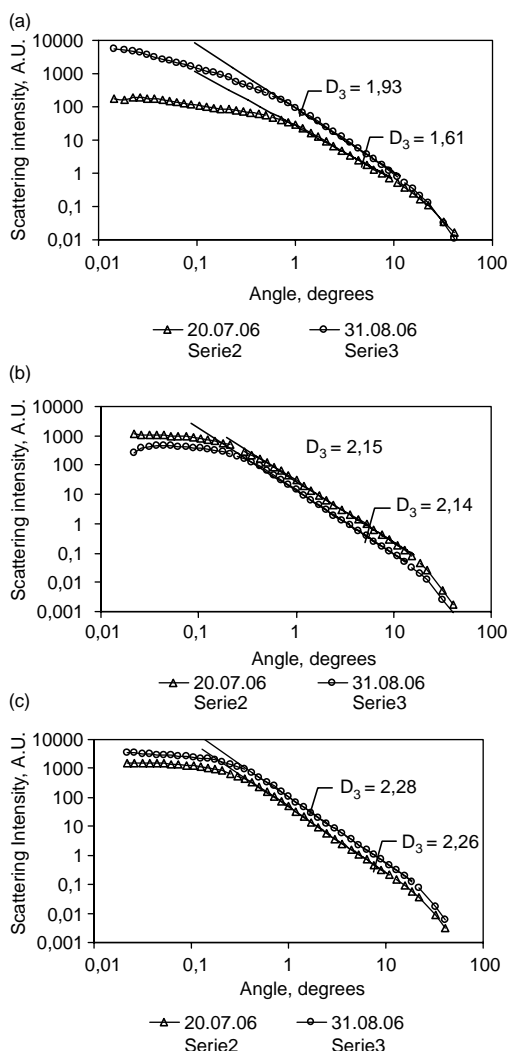 (a)
Scattering intensity, A.U.
10000
1000
100
10
1
0,1
0,01
D3 = 1,93
D3 = 1,61
0,01 0,1 1 10 100
Angle, degrees
20.07.06 31.08.06
Serie2 Serie3
(b)
Scattering intensity, A.U.
10000
1000
100
10
1
0,1
0,01
0,001
D3 = 2,15
D3 = 2,14
0,01 0,1 1 10 100
Angle, degrees
20.07.06 31.08.06
Serie2 Serie3
(c)
Scattering Intensity, A.U.
10000
1000
100
10
1
0,1
0,01
0,001
D3 = 2,28
D3 = 2,26
0,01 0,1 1 10 100
Angle, degrees
20.07.06 31.08.06
Serie2 Serie3